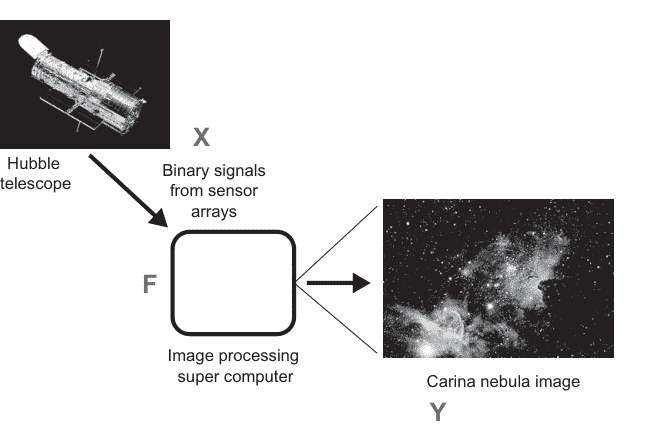 X
Hubble
telescope
Binary signals
from sensor
arrays
F
Image processing
super computer
Carina nebula image
Y